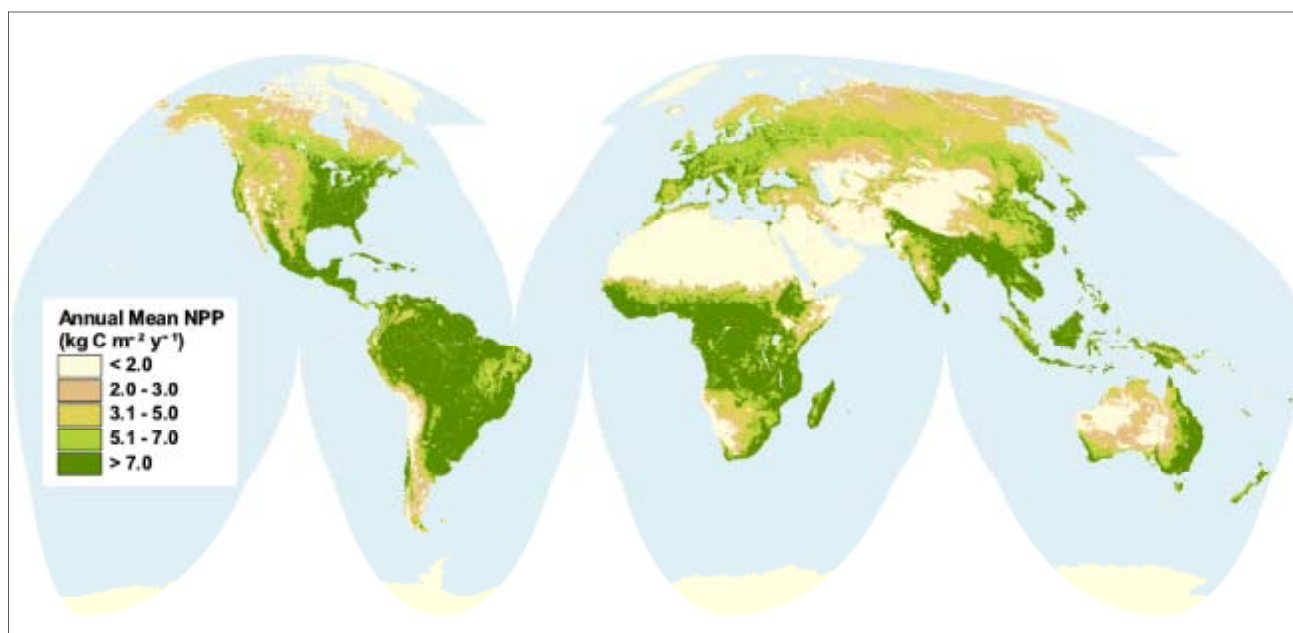 Annual Mean NPP
(kg C m⁻² y⁻¹)
< 2.0
2.0 - 3.0
3.1 - 5.0
5.1 - 7.0
> 7.0